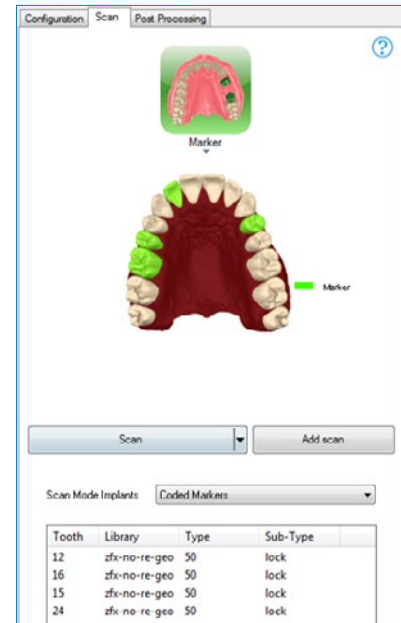 Configuration Scan Post Processing
Marker
Marker
Scan Add scan
Scan Mode Implants Coded Markers
Tooth Library Type Sub-Type
12 zfx-no-re-geo 50 lock
16 zfx-no-re-geo 50 lock
15 zfx-no-re-geo 50 lock
24 zfx-no-re-geo 50 lock